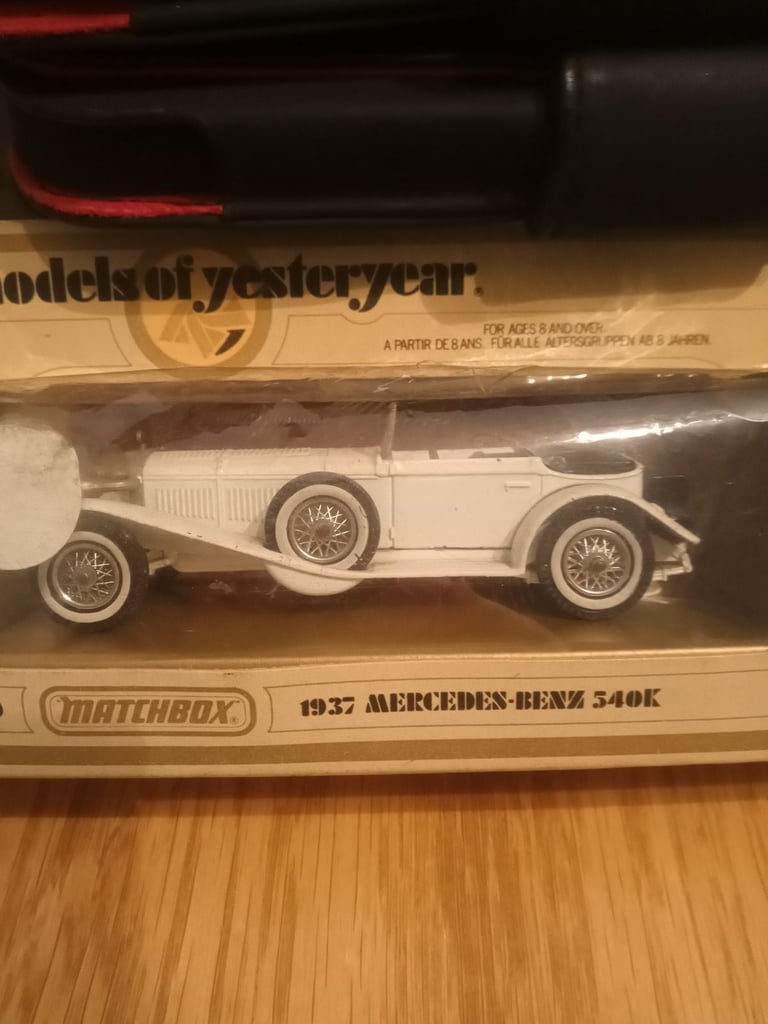 models of yesteryear.
FOR AGES 8 AND OVER.
A PARTIR DE 8 ANS. FÜR ALLE ALTERSGRUPPEN AB 8 JAHREN.
MATCHBOX®
1937 MERCEDES-BENZ 540K